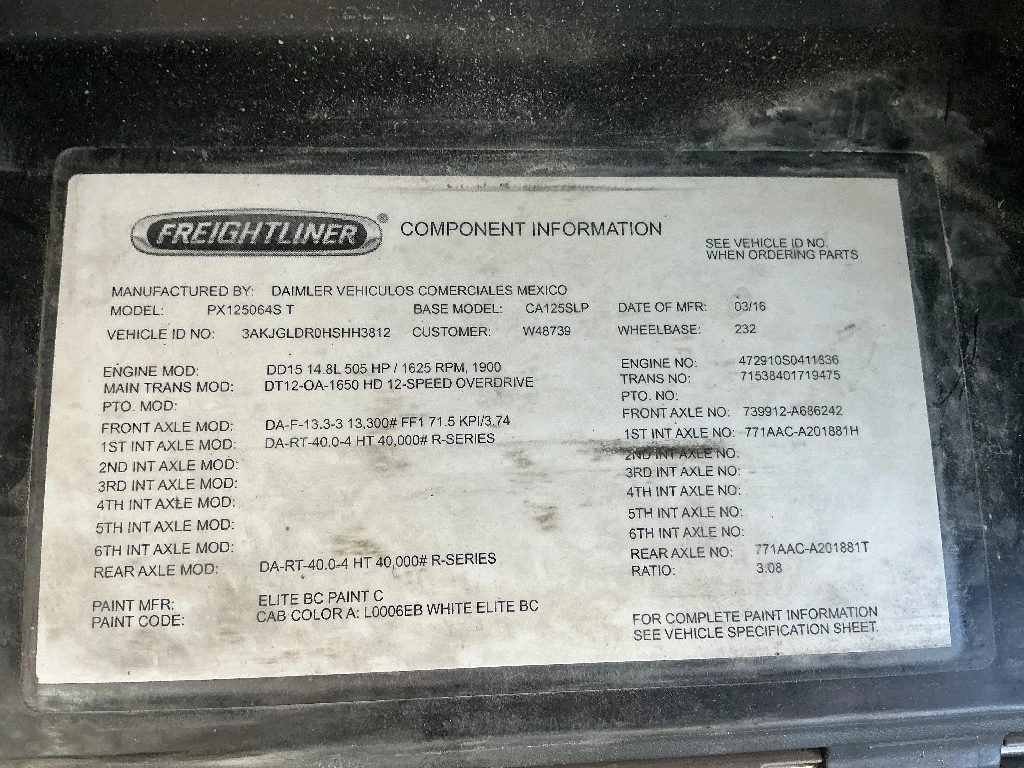 FREIGHTLINER® COMPONENT INFORMATION
SEE VEHICLE ID NO.
WHEN ORDERING PARTS
MANUFACTURED BY: DAIMLER VEHICULOS COMERCIALES MEXICO
MODEL: PX125064S T BASE MODEL: CA125SLP DATE OF MFR: 03/16
VEHICLE ID NO: 3AKJGLDR0HSHH3812 CUSTOMER: W48739 WHEELBASE: 232
ENGINE MOD: DD15 14.8L 505 HP / 1625 RPM, 1900 ENGINE NO: 472910S0411836
MAIN TRANS MOD: DT12-OA-1650 HD 12-SPEED OVERDRIVE TRANS NO: 71538401719475
PTO. MOD: PTO. NO:
FRONT AXLE MOD: DA-F-13.3-3 13,300# FF1 71.5 KPI/3.74 FRONT AXLE NO: 739912-A686242
1ST INT AXLE MOD: DA-RT-40.0-4 HT 40,000# R-SERIES 1ST INT AXLE NO: 771AAC-A201881H
2ND INT AXLE MOD: 2ND INT AXLE NO:
3RD INT AXLE MOD: 3RD INT AXLE NO:
4TH INT AXLE MOD: 4TH INT AXLE NO:
5TH INT AXLE MOD: 5TH INT AXLE NO:
6TH INT AXLE MOD: 6TH INT AXLE NO:
REAR AXLE MOD: DA-RT-40.0-4 HT 40,000# R-SERIES REAR AXLE NO: 771AAC-A201881T
RATIO: 3.08
PAINT MFR: ELITE BC PAINT C
PAINT CODE: CAB COLOR A: L0006EB WHITE ELITE BC
FOR COMPLETE PAINT INFORMATION
SEE VEHICLE SPECIFICATION SHEET.